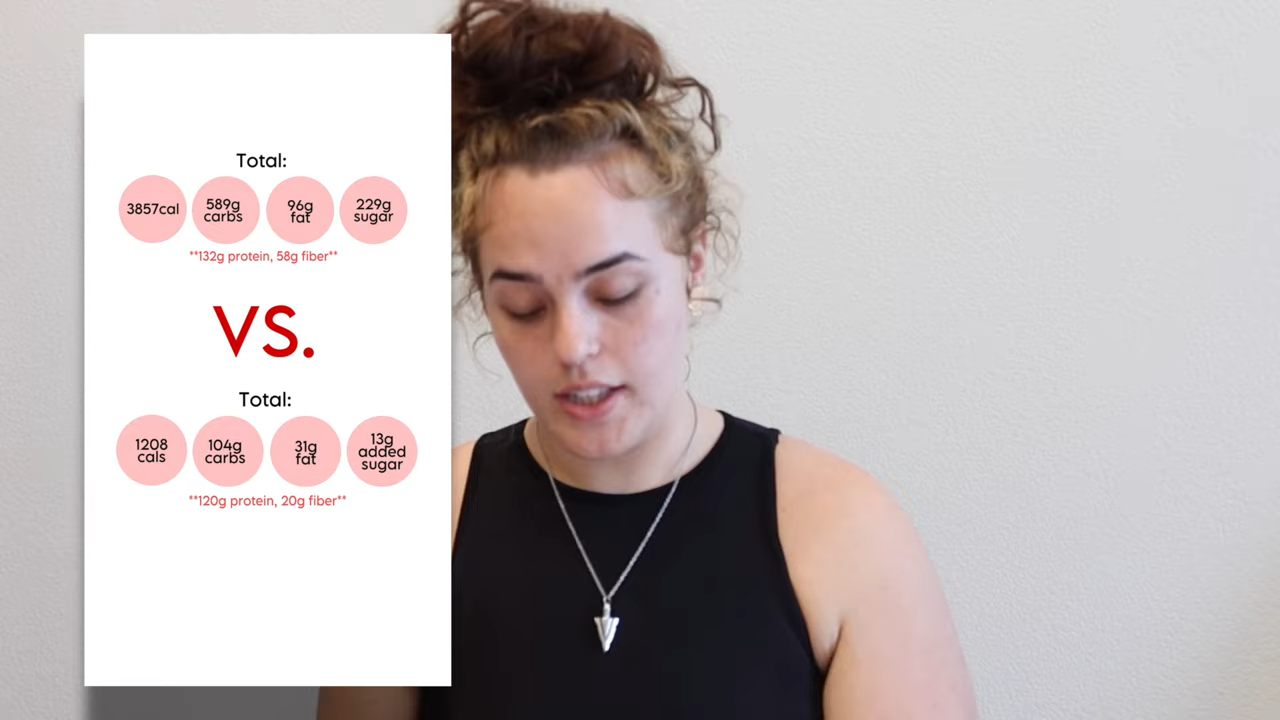 Total:
3857cal
589g
carbs
96g
fat
229g
sugar
**132g protein, 58g fiber**
VS.
Total:
1208
cals
104g
carbs
31g
fat
13g
added
sugar
**120g protein, 20g fiber**